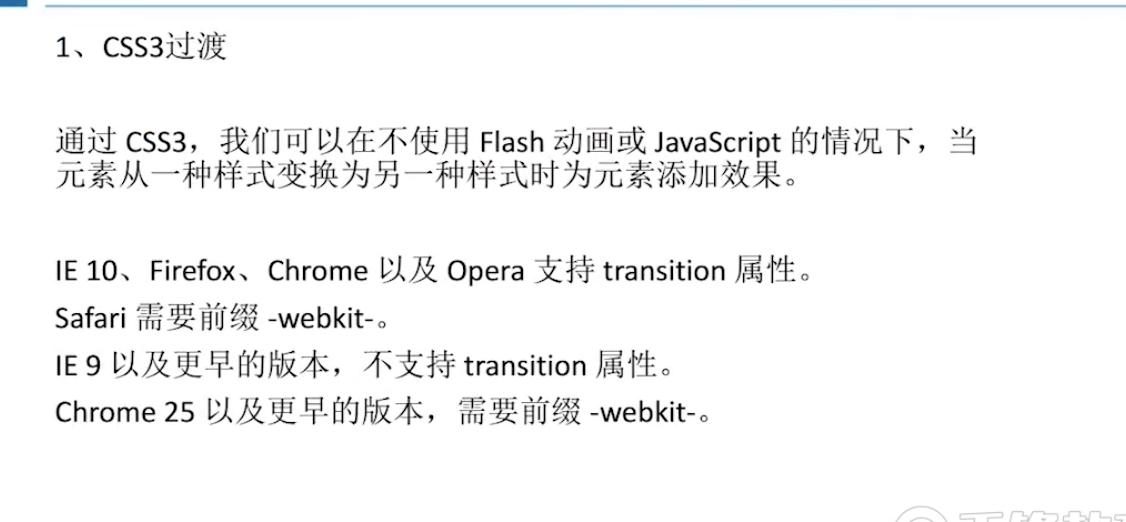 1、CSS3过渡
通过 CSS3，我们可以在不使用 Flash 动画或 JavaScript 的情况下，当
元素从一种样式变换为另一种样式时为元素添加效果。
IE 10、Firefox、Chrome 以及 Opera 支持 transition 属性。
Safari 需要前缀 -webkit-。
IE 9 以及更早的版本，不支持 transition 属性。
Chrome 25 以及更早的版本，需要前缀 -webkit-。